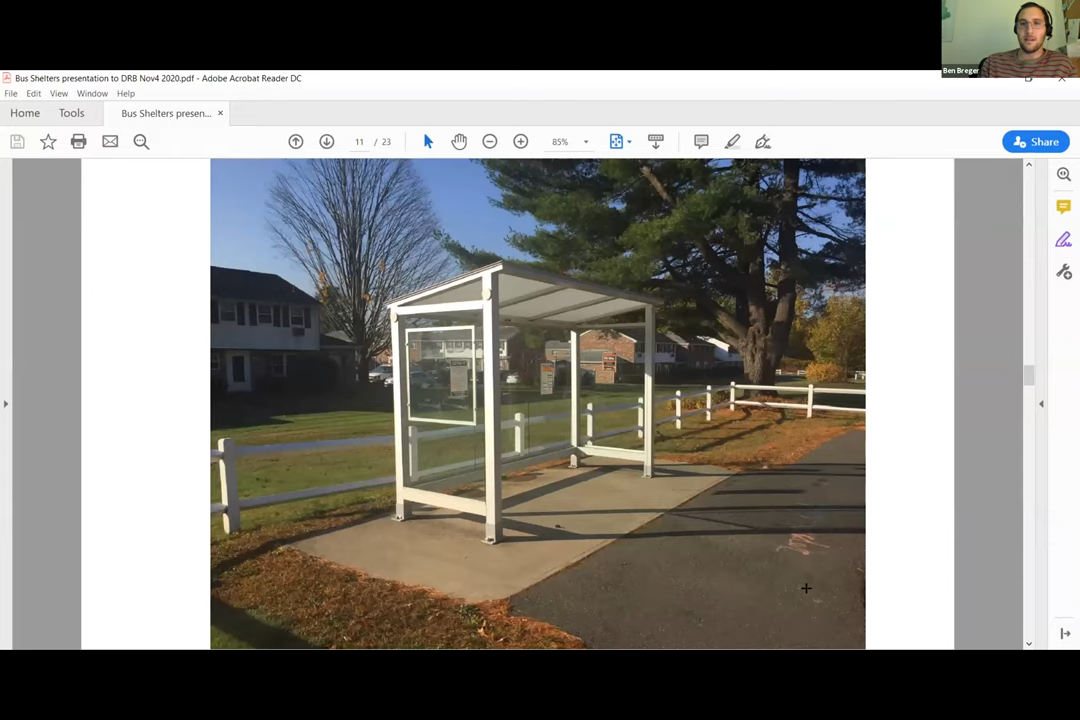 Ben Breger
Bus Shelters presentation to DRB Nov4 2020.pdf - Adobe Acrobat Reader DC
File Edit View Window Help
Home Tools Bus Shelters presen... ×
11 / 23 85% Share